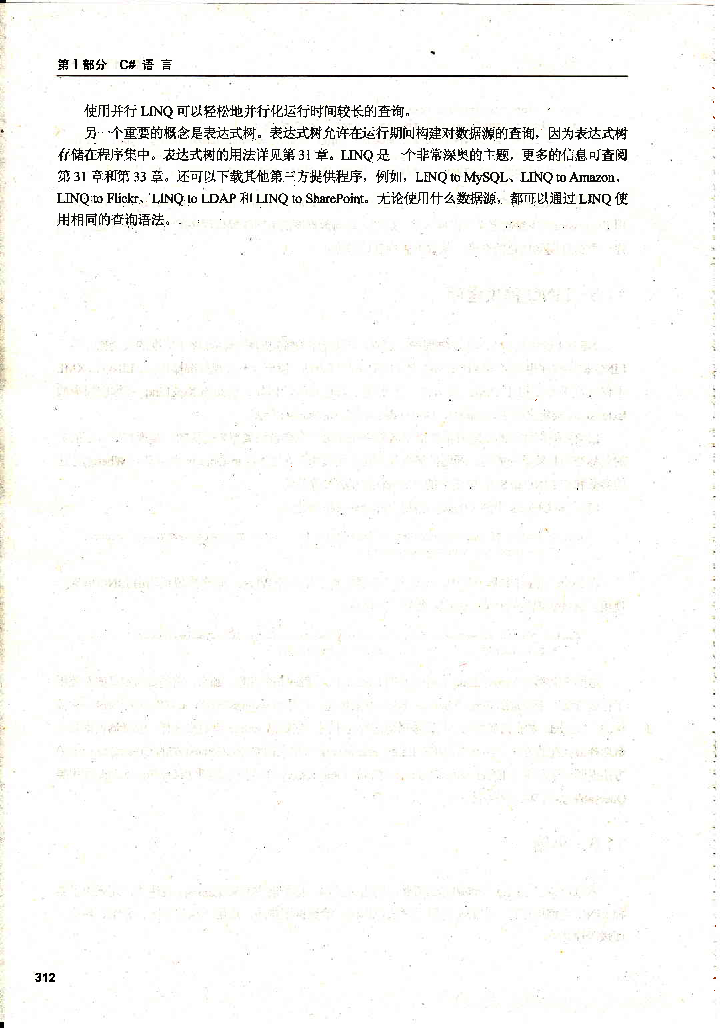 第Ⅰ部分 C# 语 言
使用并行 LINQ 可以轻松地并行化运行时间较长的查询。
另一个重要的概念是表达式树。表达式树允许在运行期间构建对数据源的查询，因为表达式树
存储在程序集中。表达式树的用法详见第 31 章。LINQ 是一个非常深奥的主题，更多的信息可查阅
第 31 章和第 33 章。还可以下载其他第三方提供程序，例如，LINQ to MySQL、LINQ to Amazon、
LINQ to Flickr、LINQ to LDAP 和 LINQ to SharePoint。无论使用什么数据源，都可以通过 LINQ 使
用相同的查询语法。
312